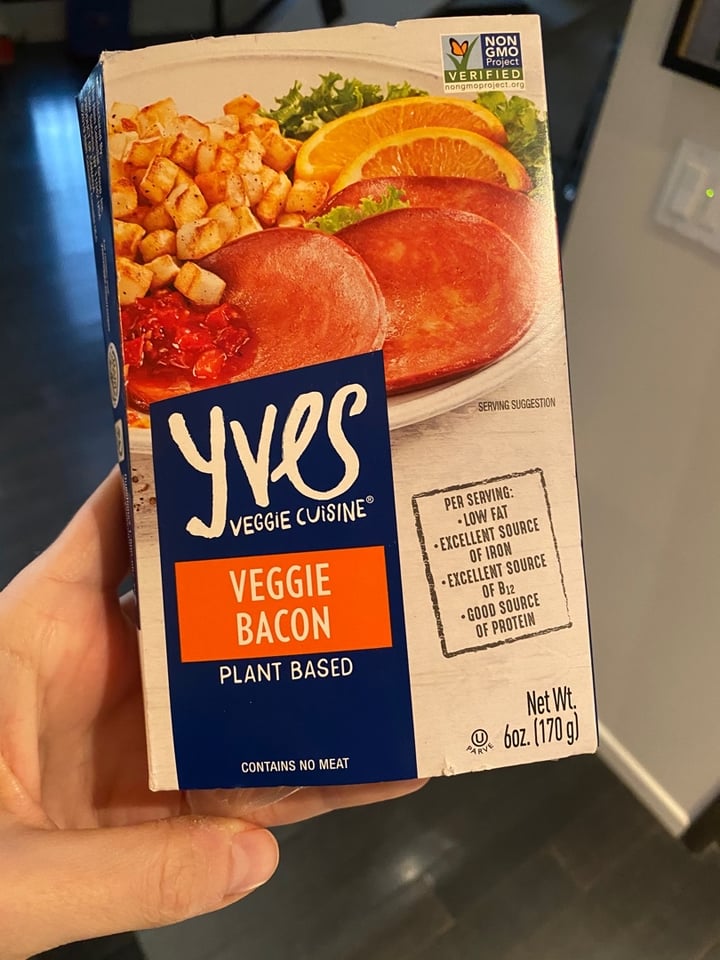 NON
GMO
Project
VERIFIED
nongmoproject.org
SERVING SUGGESTION
yves
VEGGIE CUISINE®
VEGGIE
BACON
PLANT BASED
CONTAINS NO MEAT
PER SERVING:
• LOW FAT
• EXCELLENT SOURCE
OF IRON
• EXCELLENT SOURCE
OF B12
• GOOD SOURCE
OF PROTEIN
Net Wt.
6oz. (170 g)
U
PARVE